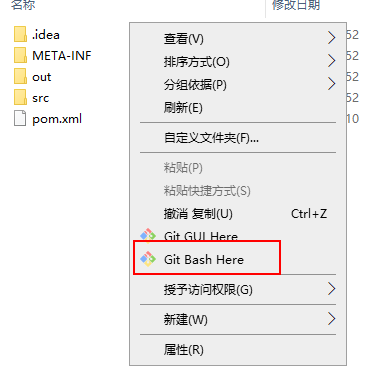 名称
修改日期
.idea
52
META-INF
52
out
52
src
52
pom.xml
10
查看(V)
排序方式(O)
分组依据(P)
刷新(E)
自定义文件夹(F)...
粘贴(P)
粘贴快捷方式(S)
撤消 复制(U) Ctrl+Z
Git GUI Here
Git Bash Here
授予访问权限(G)
新建(W)
属性(R)